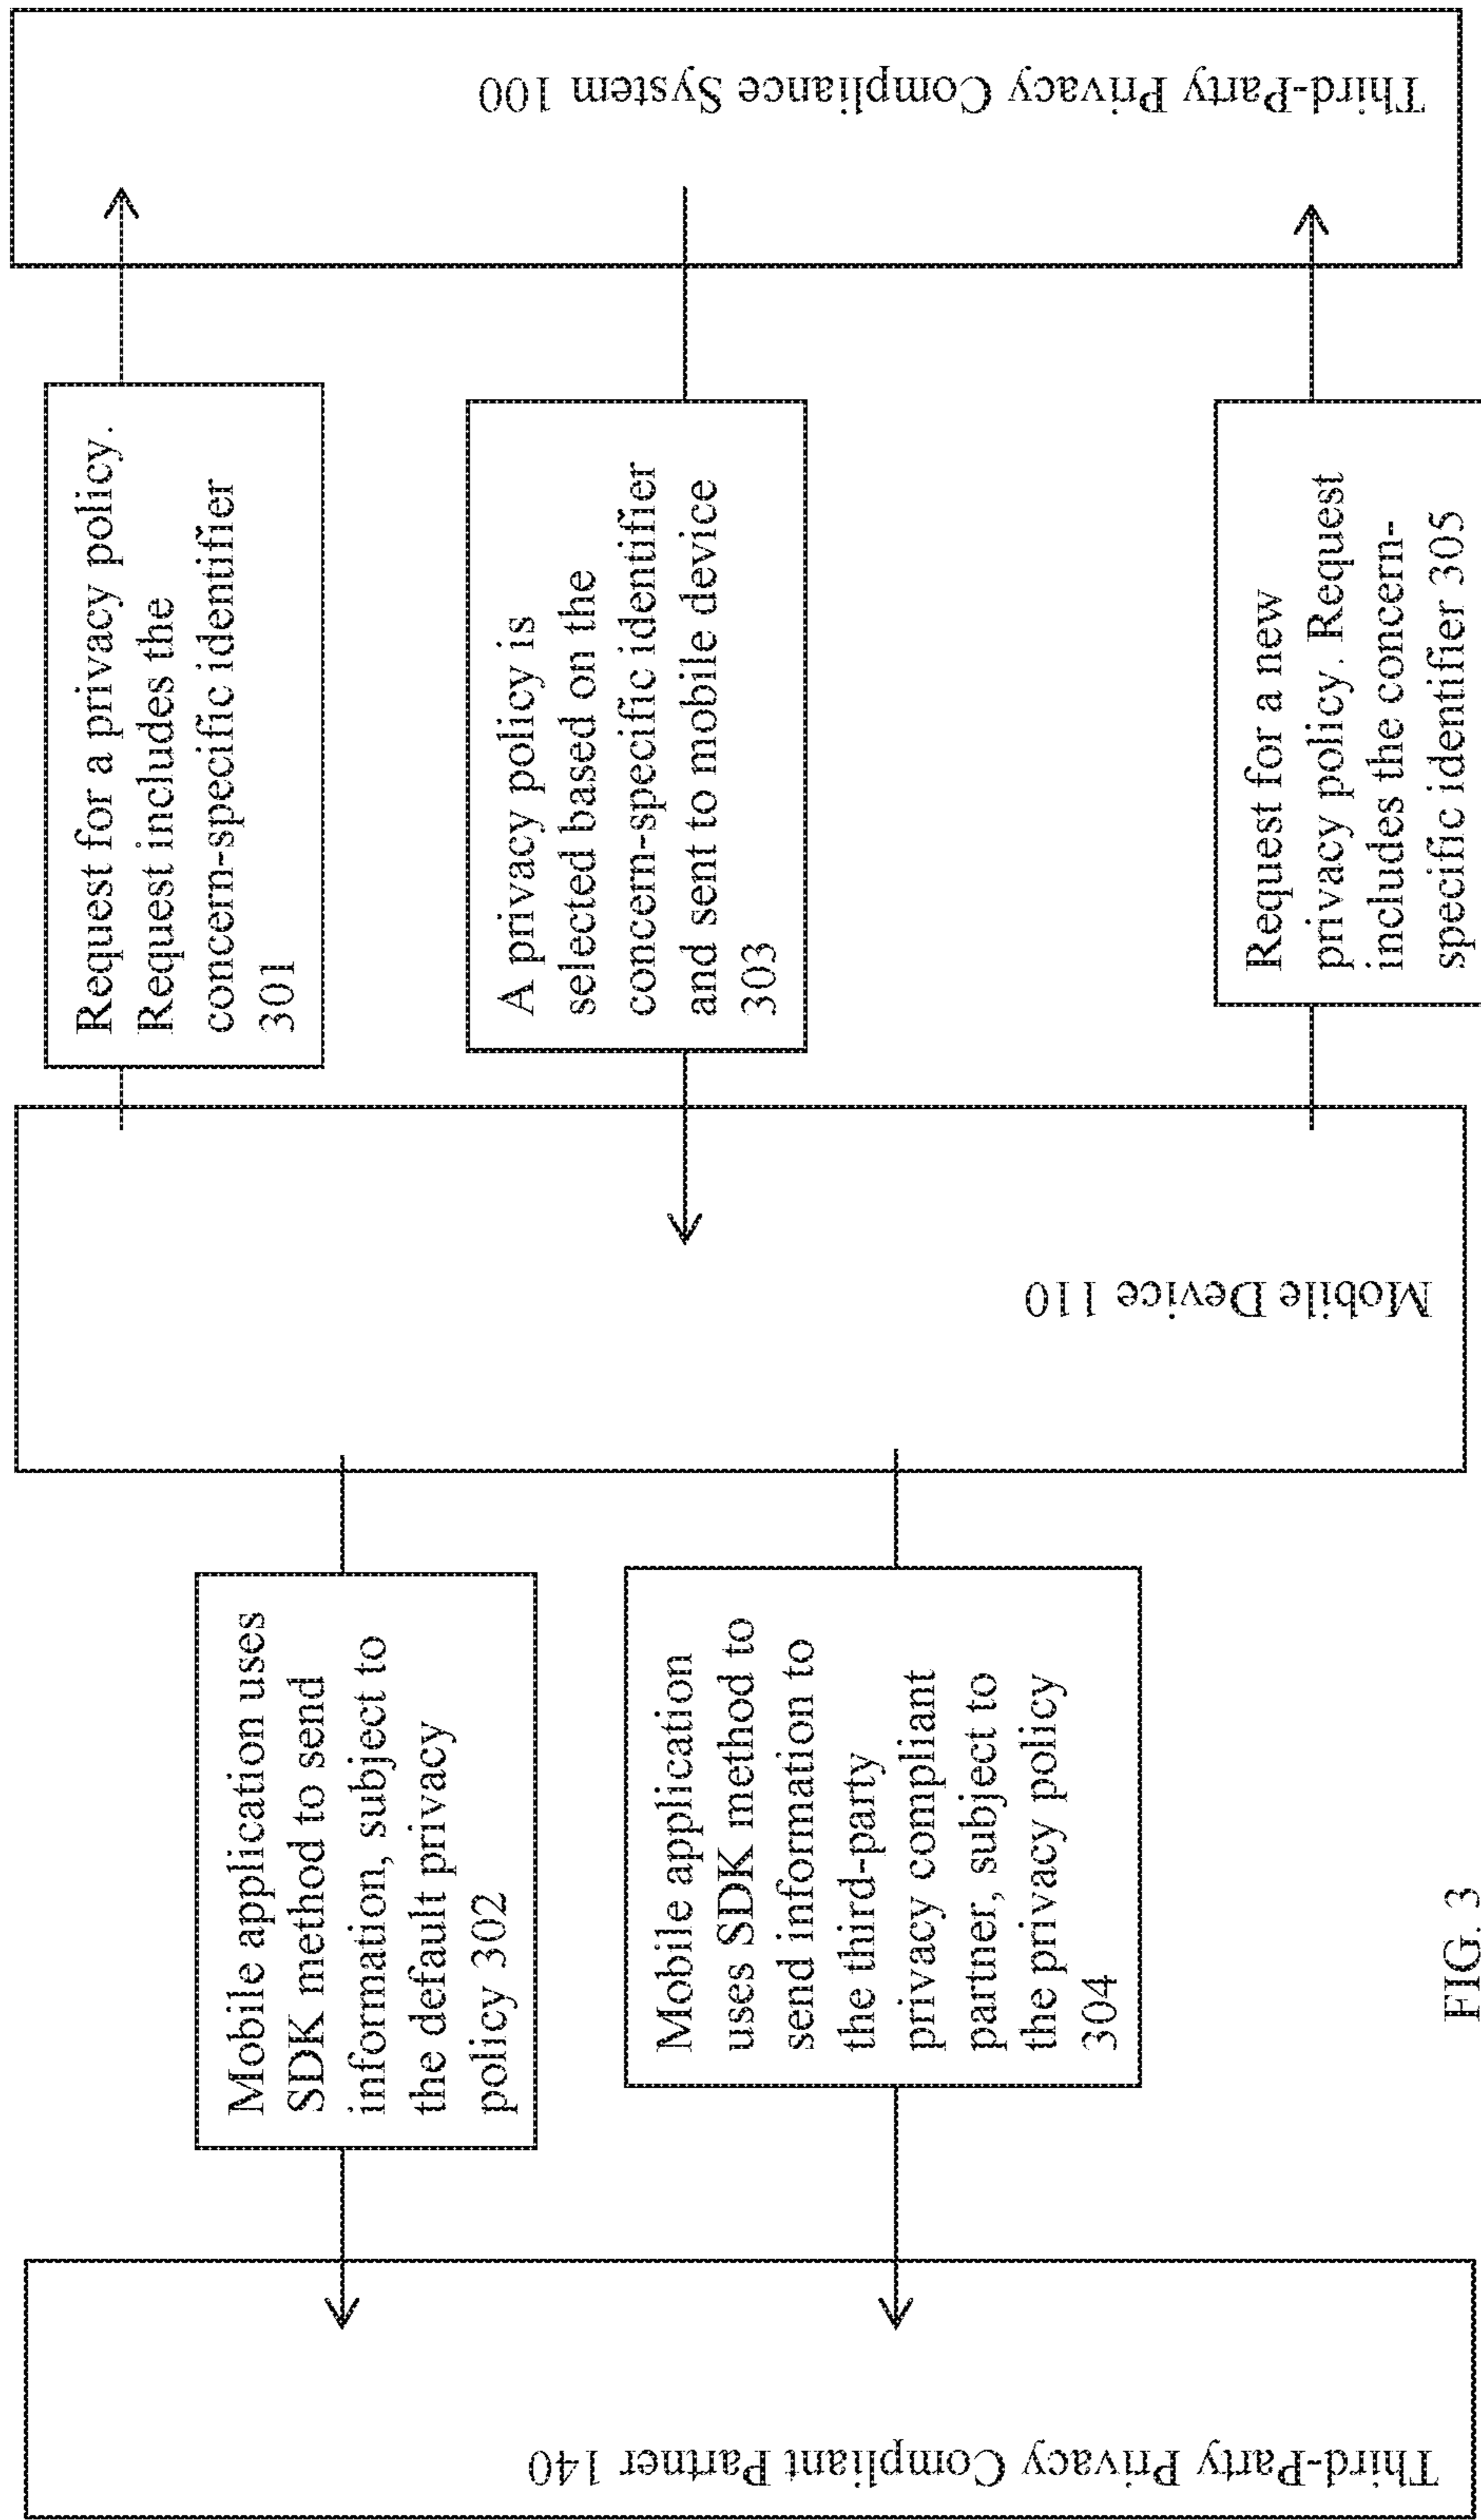 Third-Party Compliant Privacy Partner 140
Mobile application uses
SDK method to send
information, subject to
the default privacy
policy 302
Mobile application
uses SDK method to
send information to
the third-party
privacy compliant
partner, subject to
the privacy policy
304
Mobile Device 110
Request for a privacy policy.
Request includes the
concern-specific identifier
301
A privacy policy is
selected based on the
concern-specific identifier
and sent to mobile device
303
Request for a new
privacy policy. Request
includes the concern-
specific identifier 305
Third-Party Privacy Compliance System 100
FIG. 3